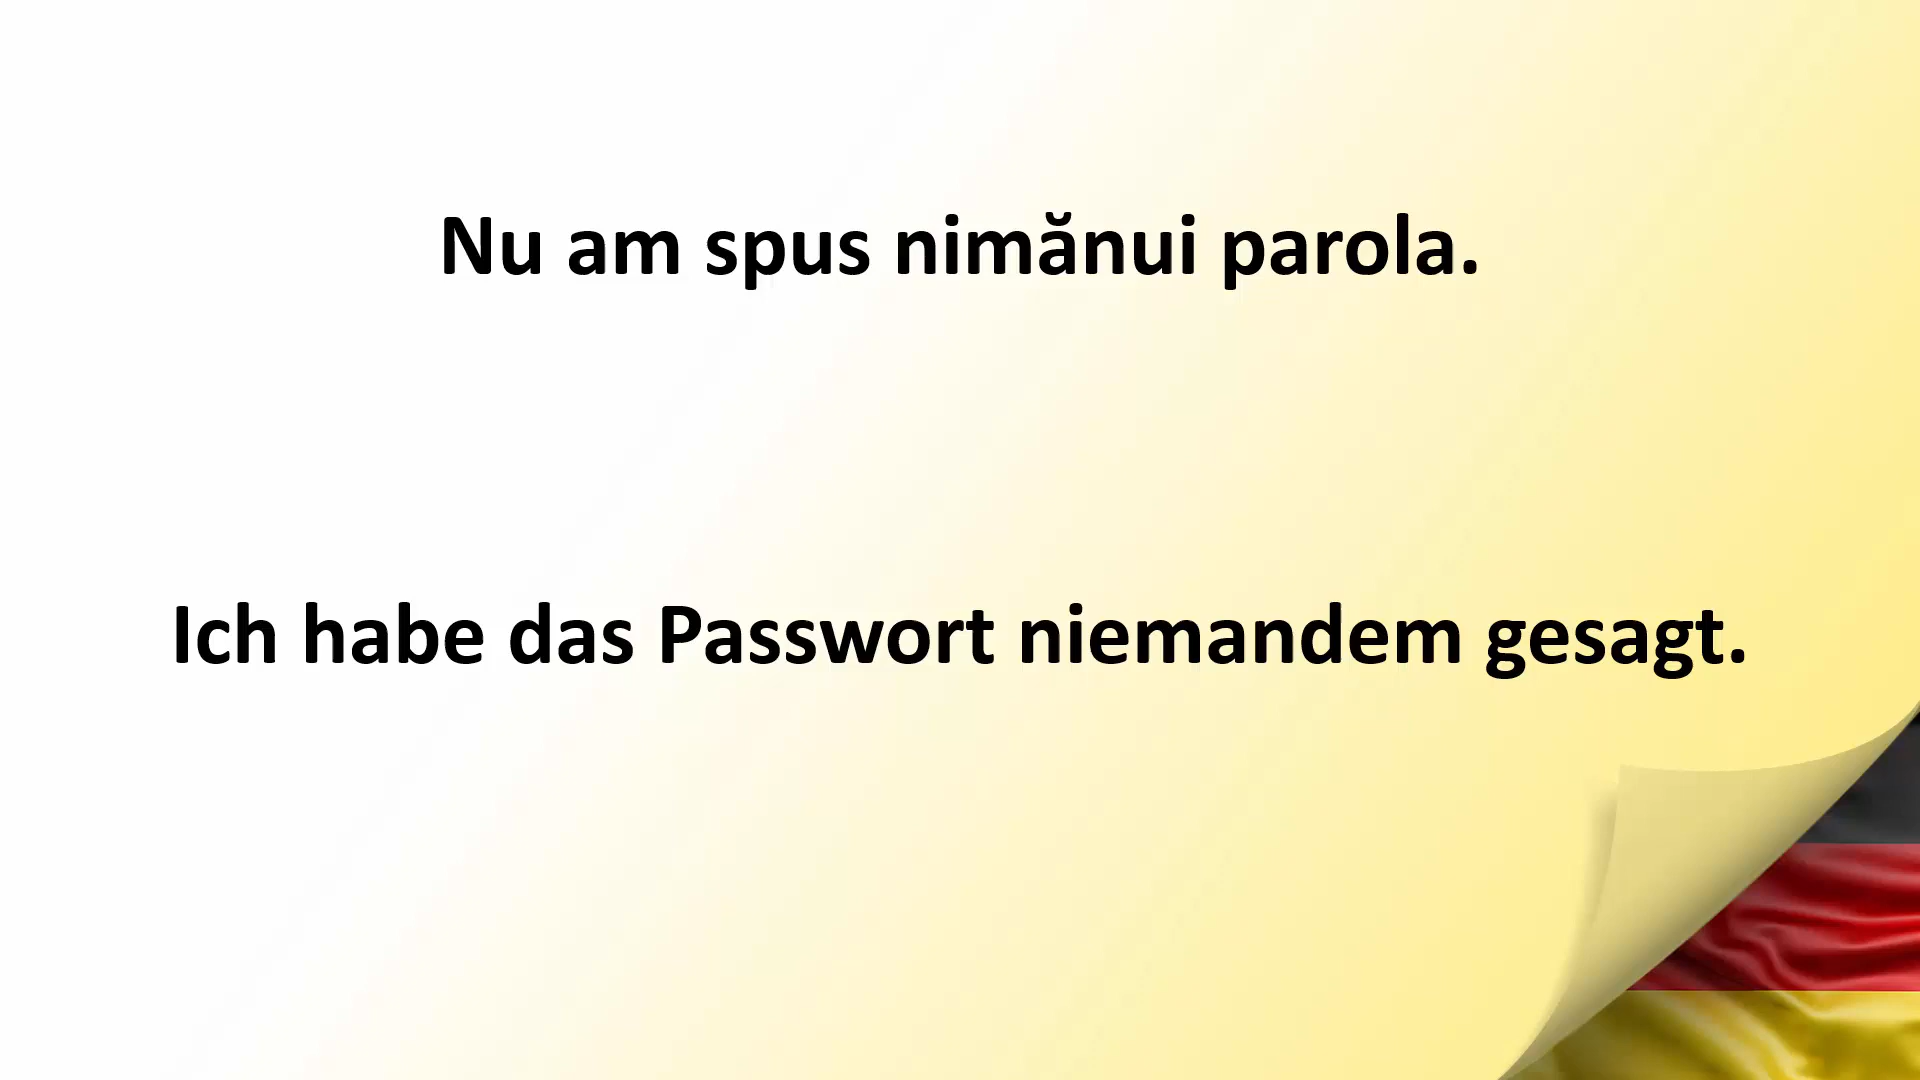 Nu am spus nimănui parola.
Ich habe das Passwort niemandem gesagt.